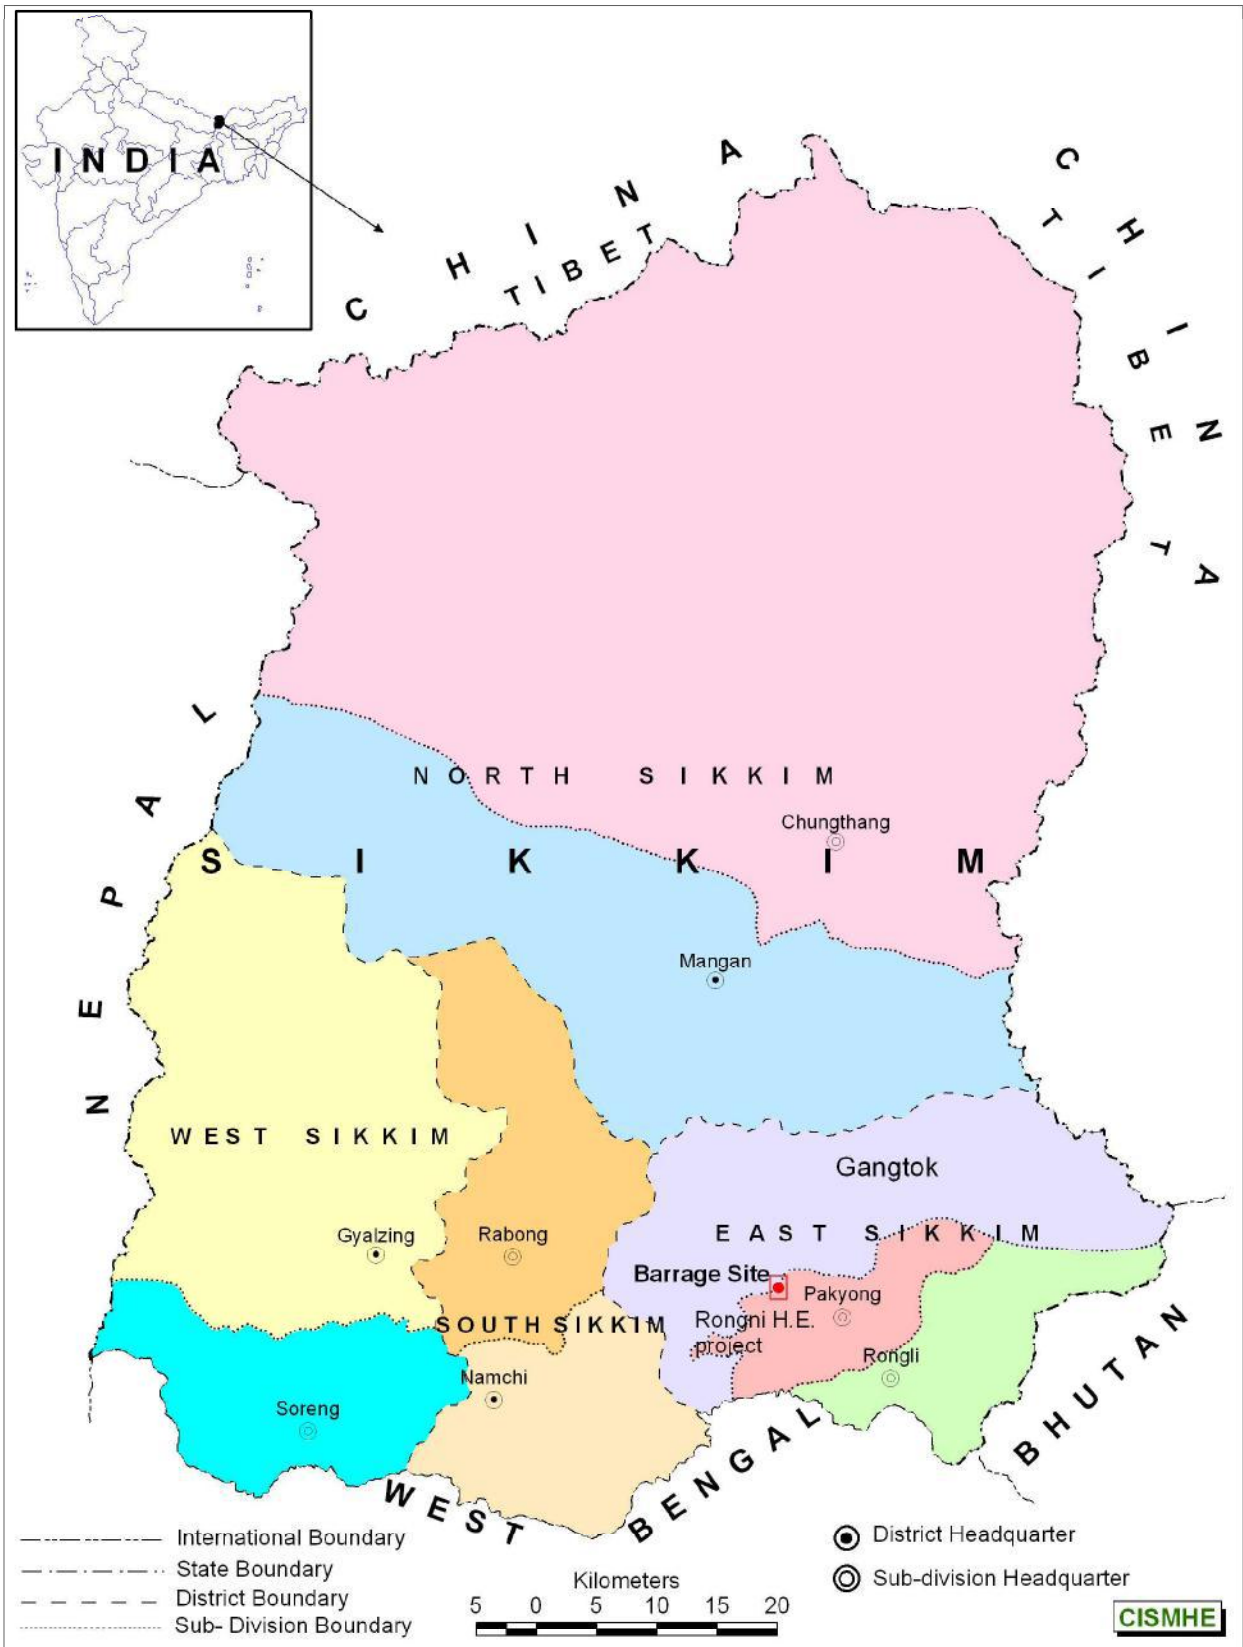 INDIA
CHINA
TIBET
CHINA
TIBET
NEPAL
NORTH SIKKIM
Chungthang
SIKKIM
Mangan
WEST SIKKIM
Gangtok
Gyalzing
Rabong
EAST SIKKIM
Barrage Site
Pakyong
SOUTH SIKKIM
Rongni H.E.
project
Rongli
Namchi
Soreng
WEST BENGAL
BHUTAN
International Boundary
State Boundary
District Boundary
Sub- Division Boundary
Kilometers
5 0 5 10 15 20
District Headquarter
Sub-division Headquarter
CISMHE